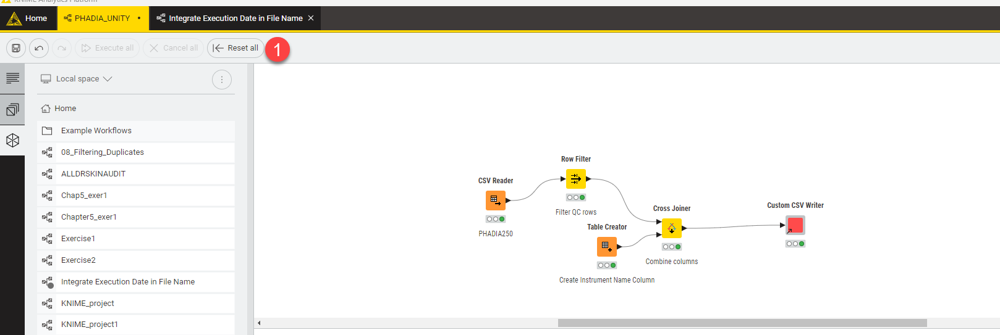 KNIME Analytics Platform
Home
PHADIA_UNITY
Integrate Execution Date in File Name
Execute all
Cancel all
Reset all
1
Local space
Home
Example Workflows
08_Filtering_Duplicates
ALLDRSKINAUDIT
Chap5_exer1
Chapter5_exer1
Exercise1
Exercise2
Integrate Execution Date in File Name
KNIME_project
KNIME_project1
Row Filter
Filter QC rows
CSV Reader
PHADIA250
Table Creator
Create Instrument Name Column
Cross Joiner
Combine columns
Custom CSV Writer